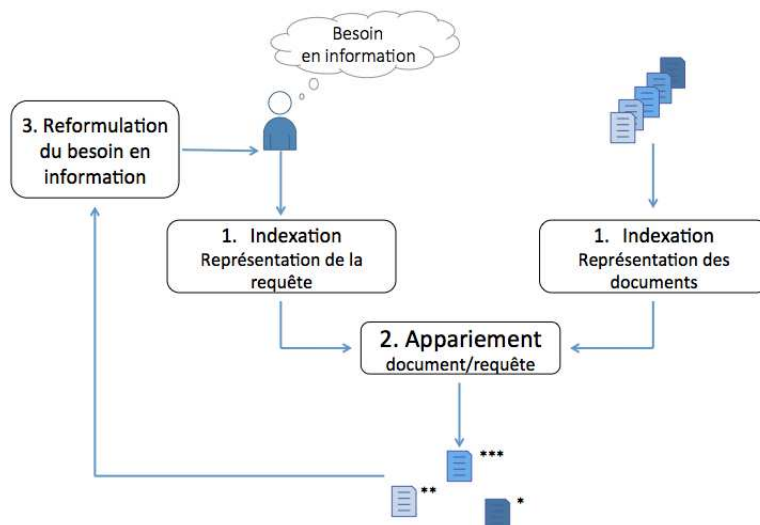 Besoin
en information
3. Reformulation
du besoin en
information
1. Indexation
Représentation de la
requête
1. Indexation
Représentation des
documents
2. Appariement
document/requête
***
**
*